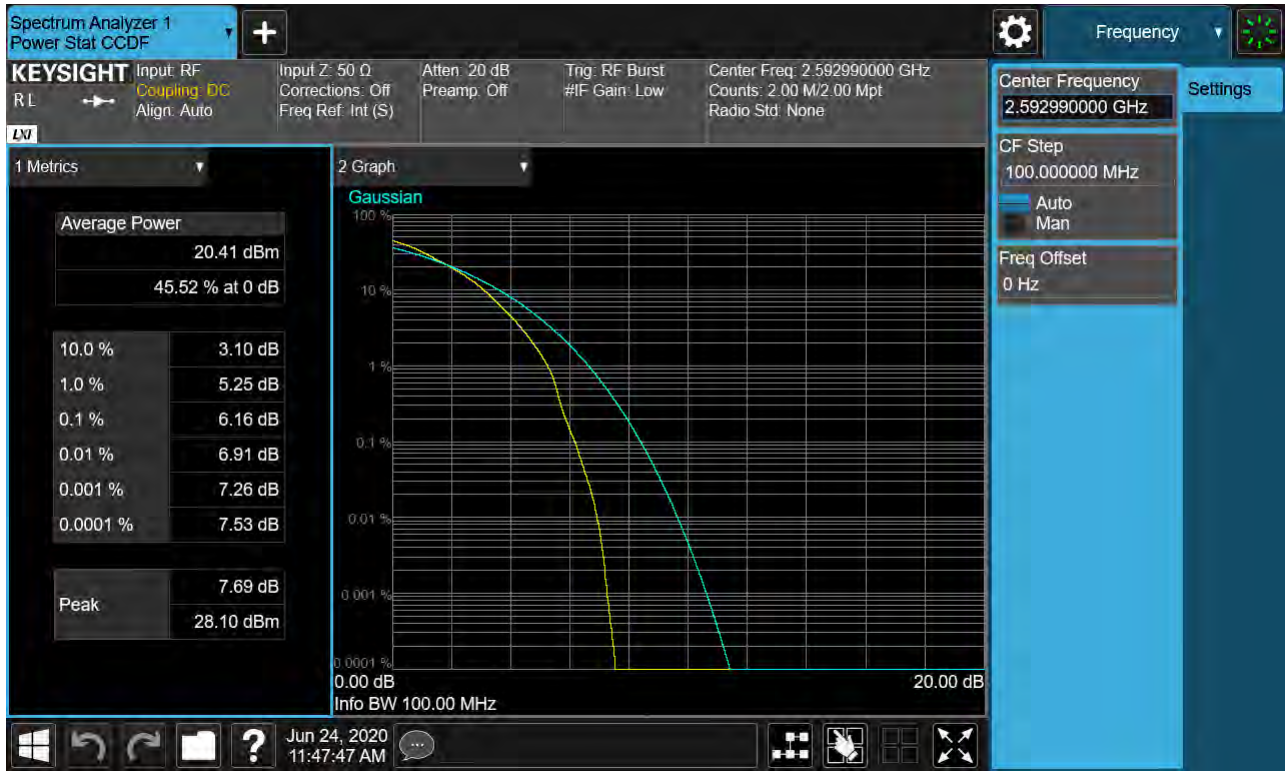 Spectrum Analyzer 1
Power Stat CCDF
+
Frequency
KEYSIGHT
RL
LXI
Input: RF
Coupling: DC
Align: Auto
Input Z: 50 Ω
Corrections: Off
Freq Ref: Int (S)
Atten: 20 dB
Preamp: Off
Trig: RF Burst
#IF Gain: Low
Center Freq: 2.592990000 GHz
Counts: 2.00 M/2.00 Mpt
Radio Std: None
Center Frequency
2.592990000 GHz
Settings
CF Step
100.000000 MHz
Auto
Man
Freq Offset
0 Hz
1 Metrics
Average Power
20.41 dBm
45.52 % at 0 dB
10.0 % 3.10 dB
1.0 % 5.25 dB
0.1 % 6.16 dB
0.01 % 6.91 dB
0.001 % 7.26 dB
0.0001 % 7.53 dB
Peak
7.69 dB
28.10 dBm
2 Graph
Gaussian
100 %
10 %
1 %
0.1 %
0.01 %
0.001 %
0.0001 %
0.00 dB 20.00 dB
Info BW 100.00 MHz
?
Jun 24, 2020
11:47:47 AM